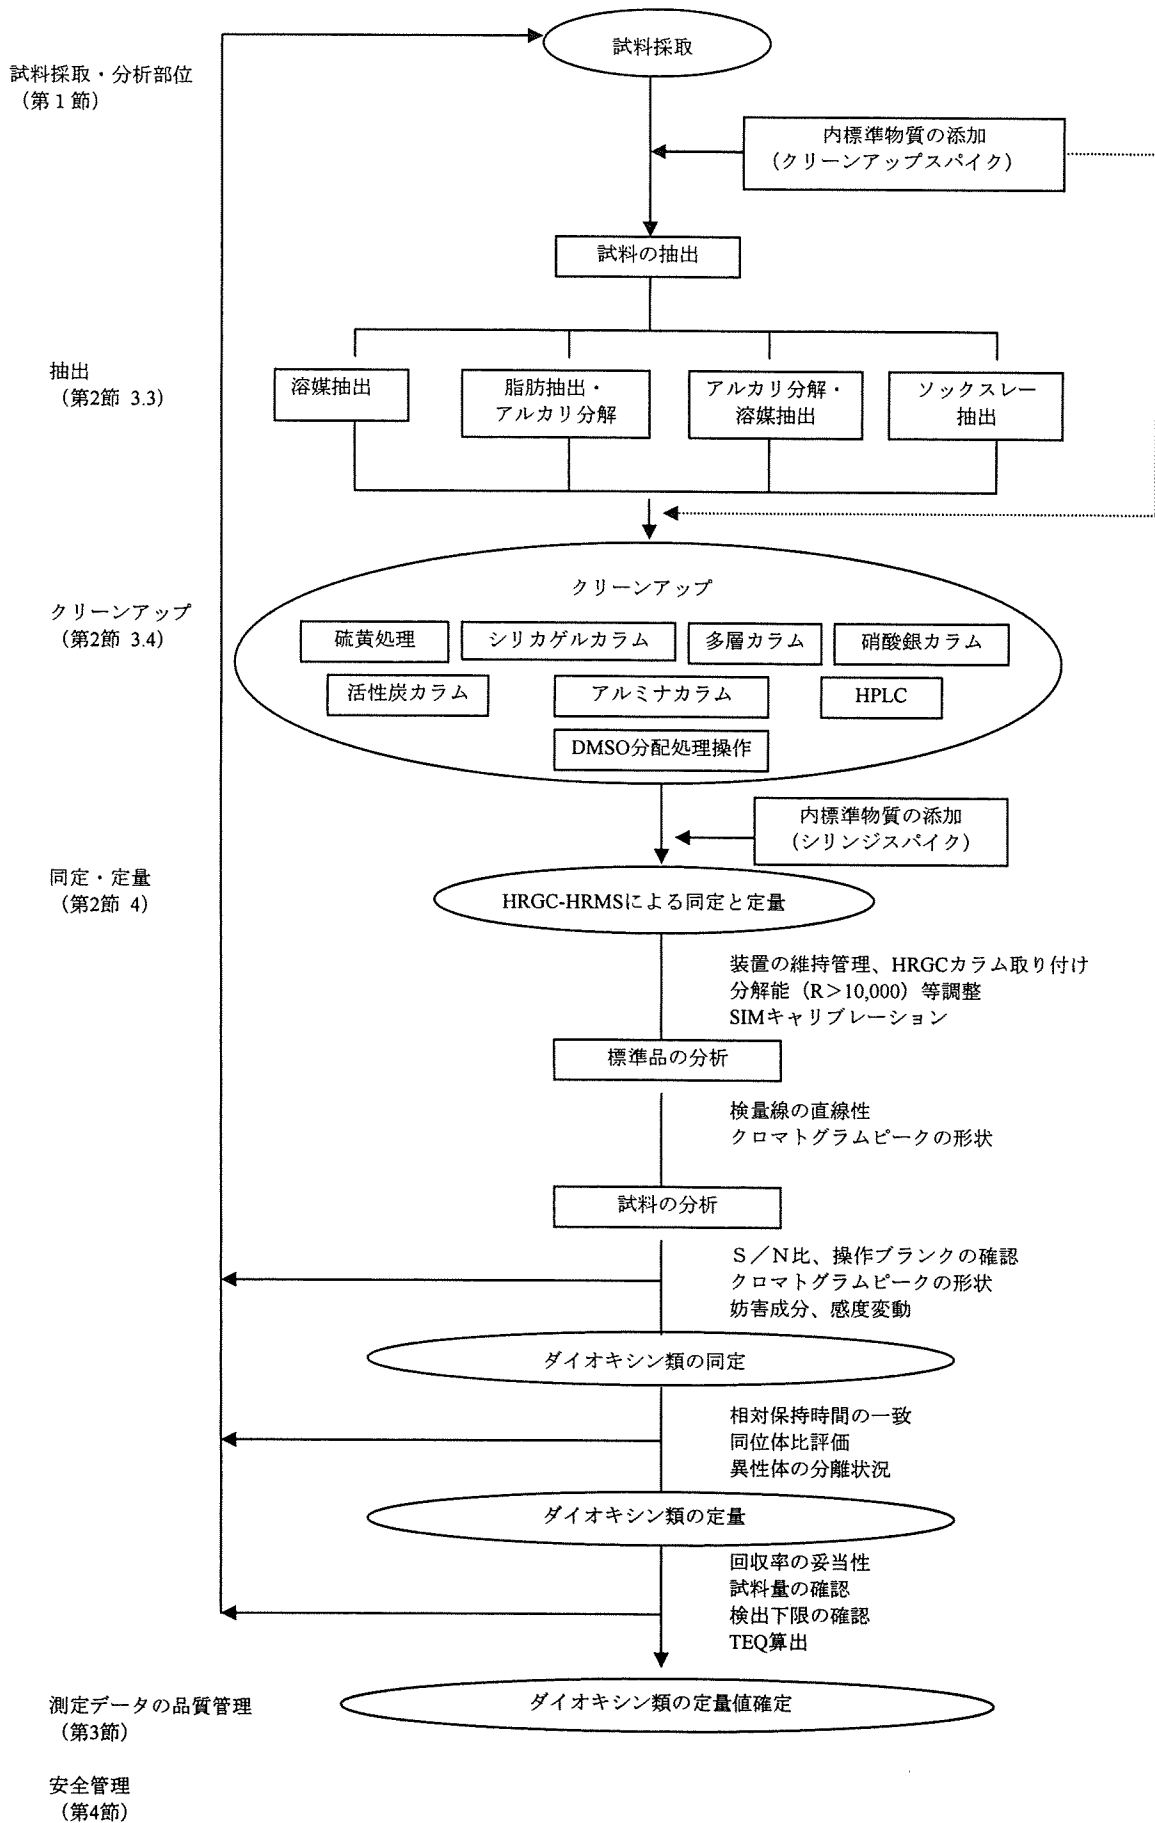 試料採取
試料採取・分析部位
（第１節）
内標準物質の添加
（クリーンアップスパイク）
試料の抽出
抽出
（第2節 3.3）
溶媒抽出
脂肪抽出・
アルカリ分解
アルカリ分解・
溶媒抽出
ソックスレー
抽出
クリーンアップ
（第2節 3.4）
クリーンアップ
硫黄処理
シリカゲルカラム
多層カラム
硝酸銀カラム
活性炭カラム
アルミナカラム
HPLC
DMSO分配処理操作
内標準物質の添加
（シリンジスパイク）
同定・定量
（第2節 4）
HRGC-HRMSによる同定と定量
装置の維持管理、HRGCカラム取り付け
分解能（R＞10,000）等調整
SIMキャリブレーション
標準品の分析
検量線の直線性
クロマトグラムピークの形状
試料の分析
Ｓ／Ｎ比、操作ブランクの確認
クロマトグラムピークの形状
妨害成分、感度変動
ダイオキシン類の同定
相対保持時間の一致
同位体比評価
異性体の分離状況
ダイオキシン類の定量
回収率の妥当性
試料量の確認
検出下限の確認
TEQ算出
測定データの品質管理
（第3節）
ダイオキシン類の定量値確定
安全管理
（第4節）